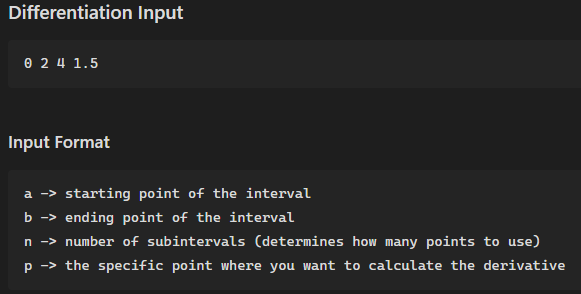 Differentiation Input
0 2 4 1.5
Input Format
a -> starting point of the interval
b -> ending point of the interval
n -> number of subintervals (determines how many points to use)
p -> the specific point where you want to calculate the derivative